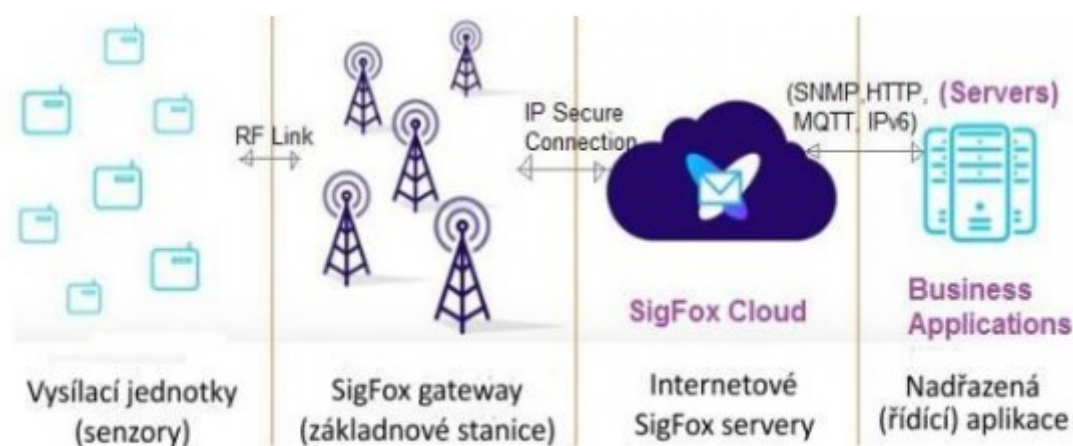 RF Link
IP Secure
Connection
(SNMP,HTTP,
MQTT, IPv6)
(Servers)
SigFox Cloud
Business
Applications
Vysílací jednotky
(senzory)
SigFox gateway
(základnové stanice)
Internetové
SigFox servery
Nadřazená
(řídící) aplikace